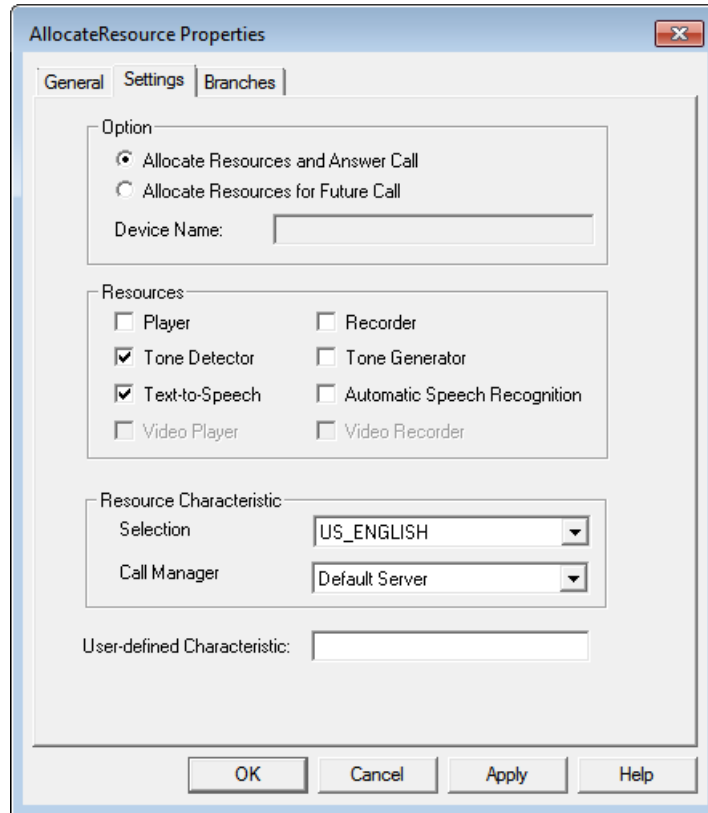 AllocateResource Properties
General Settings Branches
Option
Allocate Resources and Answer Call
Allocate Resources for Future Call
Device Name:
Resources
Player Recorder
Tone Detector Tone Generator
Text-to-Speech Automatic Speech Recognition
Video Player Video Recorder
Resource Characteristic
Selection US_ENGLISH
Call Manager Default Server
User-defined Characteristic:
OK Cancel Apply Help